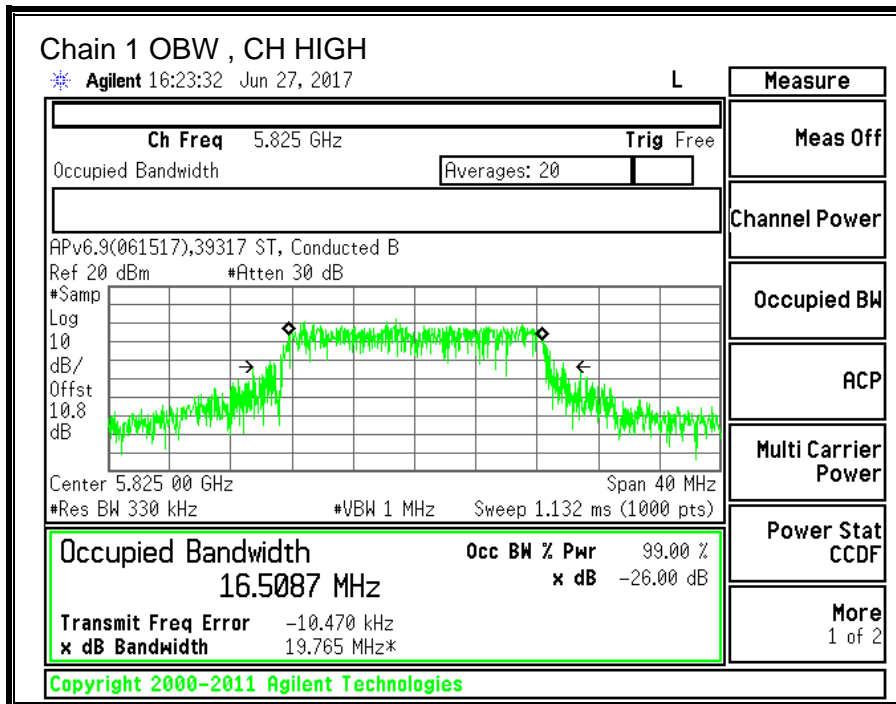 Chain 1 OBW , CH HIGH
Agilent 16:23:32 Jun 27, 2017 L
Ch Freq 5.825 GHz Trig Free
Occupied Bandwidth Averages: 20
APv6.9(061517),39317 ST, Conducted B
Ref 20 dBm #Atten 30 dB
#Samp
Log
10
dB/
Offst
10.8
dB
Center 5.825 00 GHz Span 40 MHz
#Res BW 330 kHz #VBW 1 MHz Sweep 1.132 ms (1000 pts)
Occupied Bandwidth Occ BW % Pwr 99.00 %
16.5087 MHz x dB -26.00 dB
Transmit Freq Error -10.470 kHz
x dB Bandwidth 19.765 MHz*
Copyright 2000-2011 Agilent Technologies
Measure
Meas Off
Channel Power
Occupied BW
ACP
Multi Carrier
Power
Power Stat
CCDF
More
1 of 2